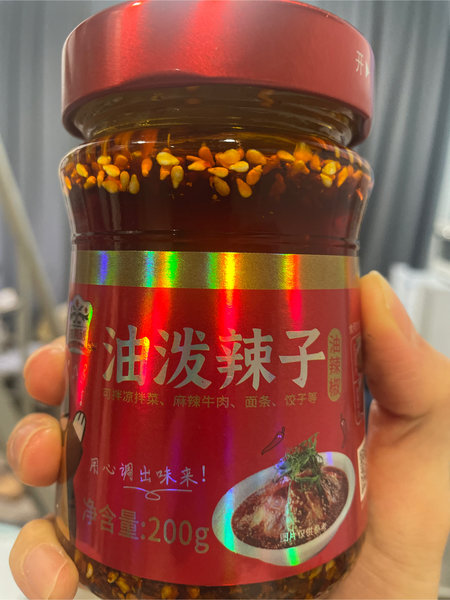 开
油泼辣子
油辣椒
可拌凉拌菜、麻辣牛肉、面条、饺子等
用心调出味来!
净含量:200g
图片仅供参考